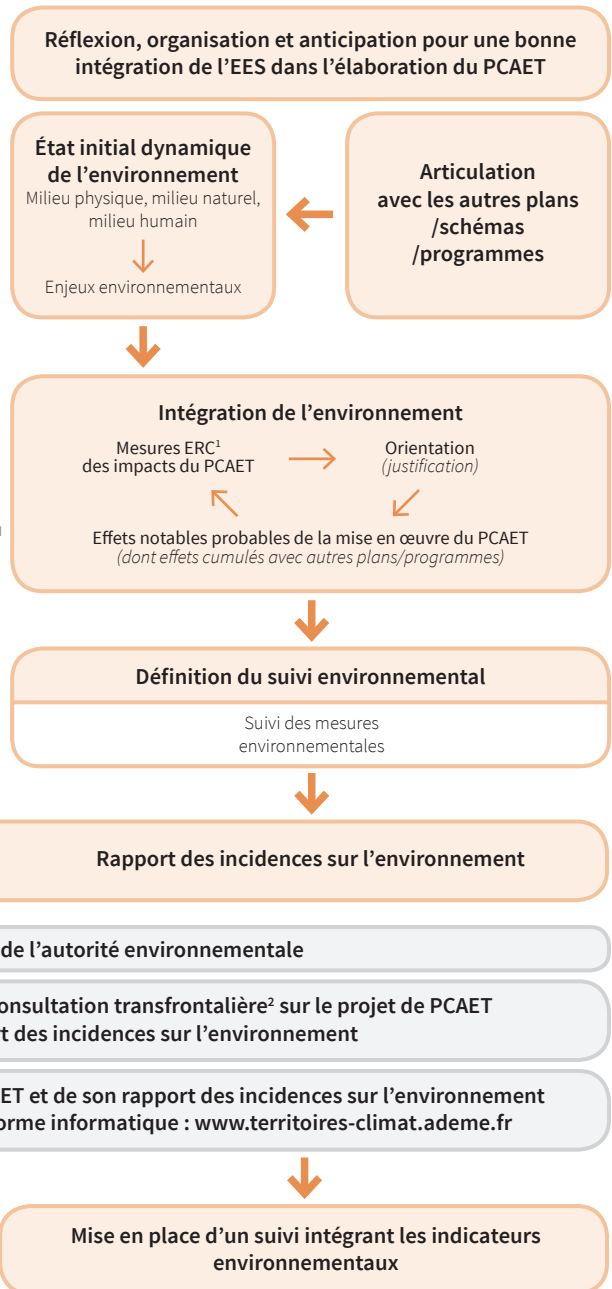 Réflexion, organisation et anticipation pour une bonne
intégration de l’EES dans l’élaboration du PCAET
État initial dynamique
de l’environnement
Milieu physique, milieu naturel,
milieu humain
Enjeux environnementaux
Articulation
avec les autres plans
/schémas
/programmes
Intégration de l’environnement
Mesures ERC¹
des impacts du PCAET
Orientation
(justification)
Effets notables probables de la mise en œuvre du PCAET
(dont effets cumulés avec autres plans/programmes)
Définition du suivi environnemental
Suivi des mesures
environnementales
Rapport des incidences sur l’environnement
de l’autorité environnementale
onsultation transfrontalière² sur le projet de PCAET
t des incidences sur l’environnement
ET et de son rapport des incidences sur l’environnement
orme informatique : www.territoires-climat.ademe.fr
Mise en place d’un suivi intégrant les indicateurs
environnementaux